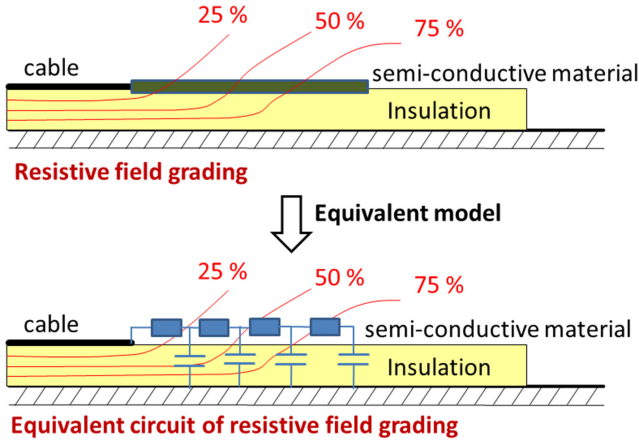 25 %
50 %
75 %
cable
semi-conductive material
Insulation
Resistive field grading
Equivalent model
25 %
50 %
75 %
cable
semi-conductive material
Insulation
Equivalent circuit of resistive field grading